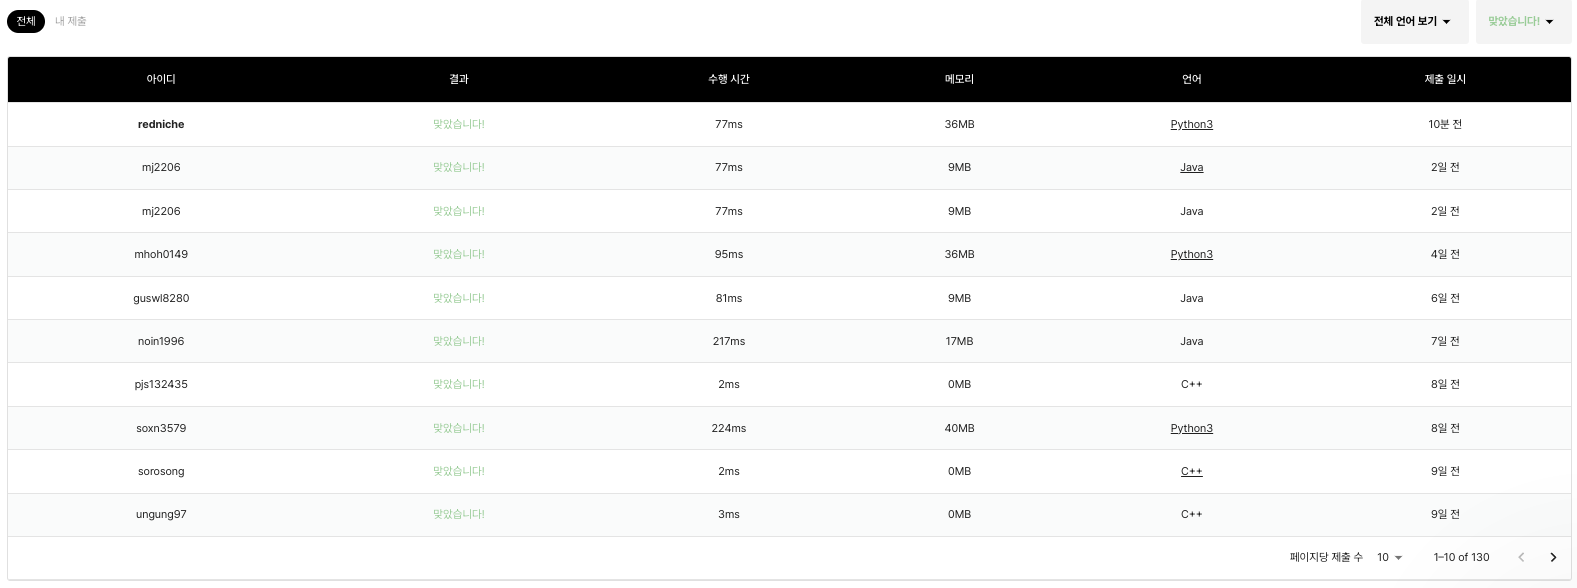 전체 내 제출 전체 언어 보기 맞았습니다!
아이디 결과 수행 시간 메모리 언어 제출 일시
redniche 맞았습니다! 77ms 36MB Python3 10분 전
mj2206 맞았습니다! 77ms 9MB Java 2일 전
mj2206 맞았습니다! 77ms 9MB Java 2일 전
mhoh0149 맞았습니다! 95ms 36MB Python3 4일 전
guswl8280 맞았습니다! 81ms 9MB Java 6일 전
noin1996 맞았습니다! 217ms 17MB Java 7일 전
pjs132435 맞았습니다! 2ms 0MB C++ 8일 전
soxn3579 맞았습니다! 224ms 40MB Python3 8일 전
sorosong 맞았습니다! 2ms 0MB C++ 9일 전
ungung97 맞았습니다! 3ms 0MB C++ 9일 전
페이지당 제출 수 10 1–10 of 130